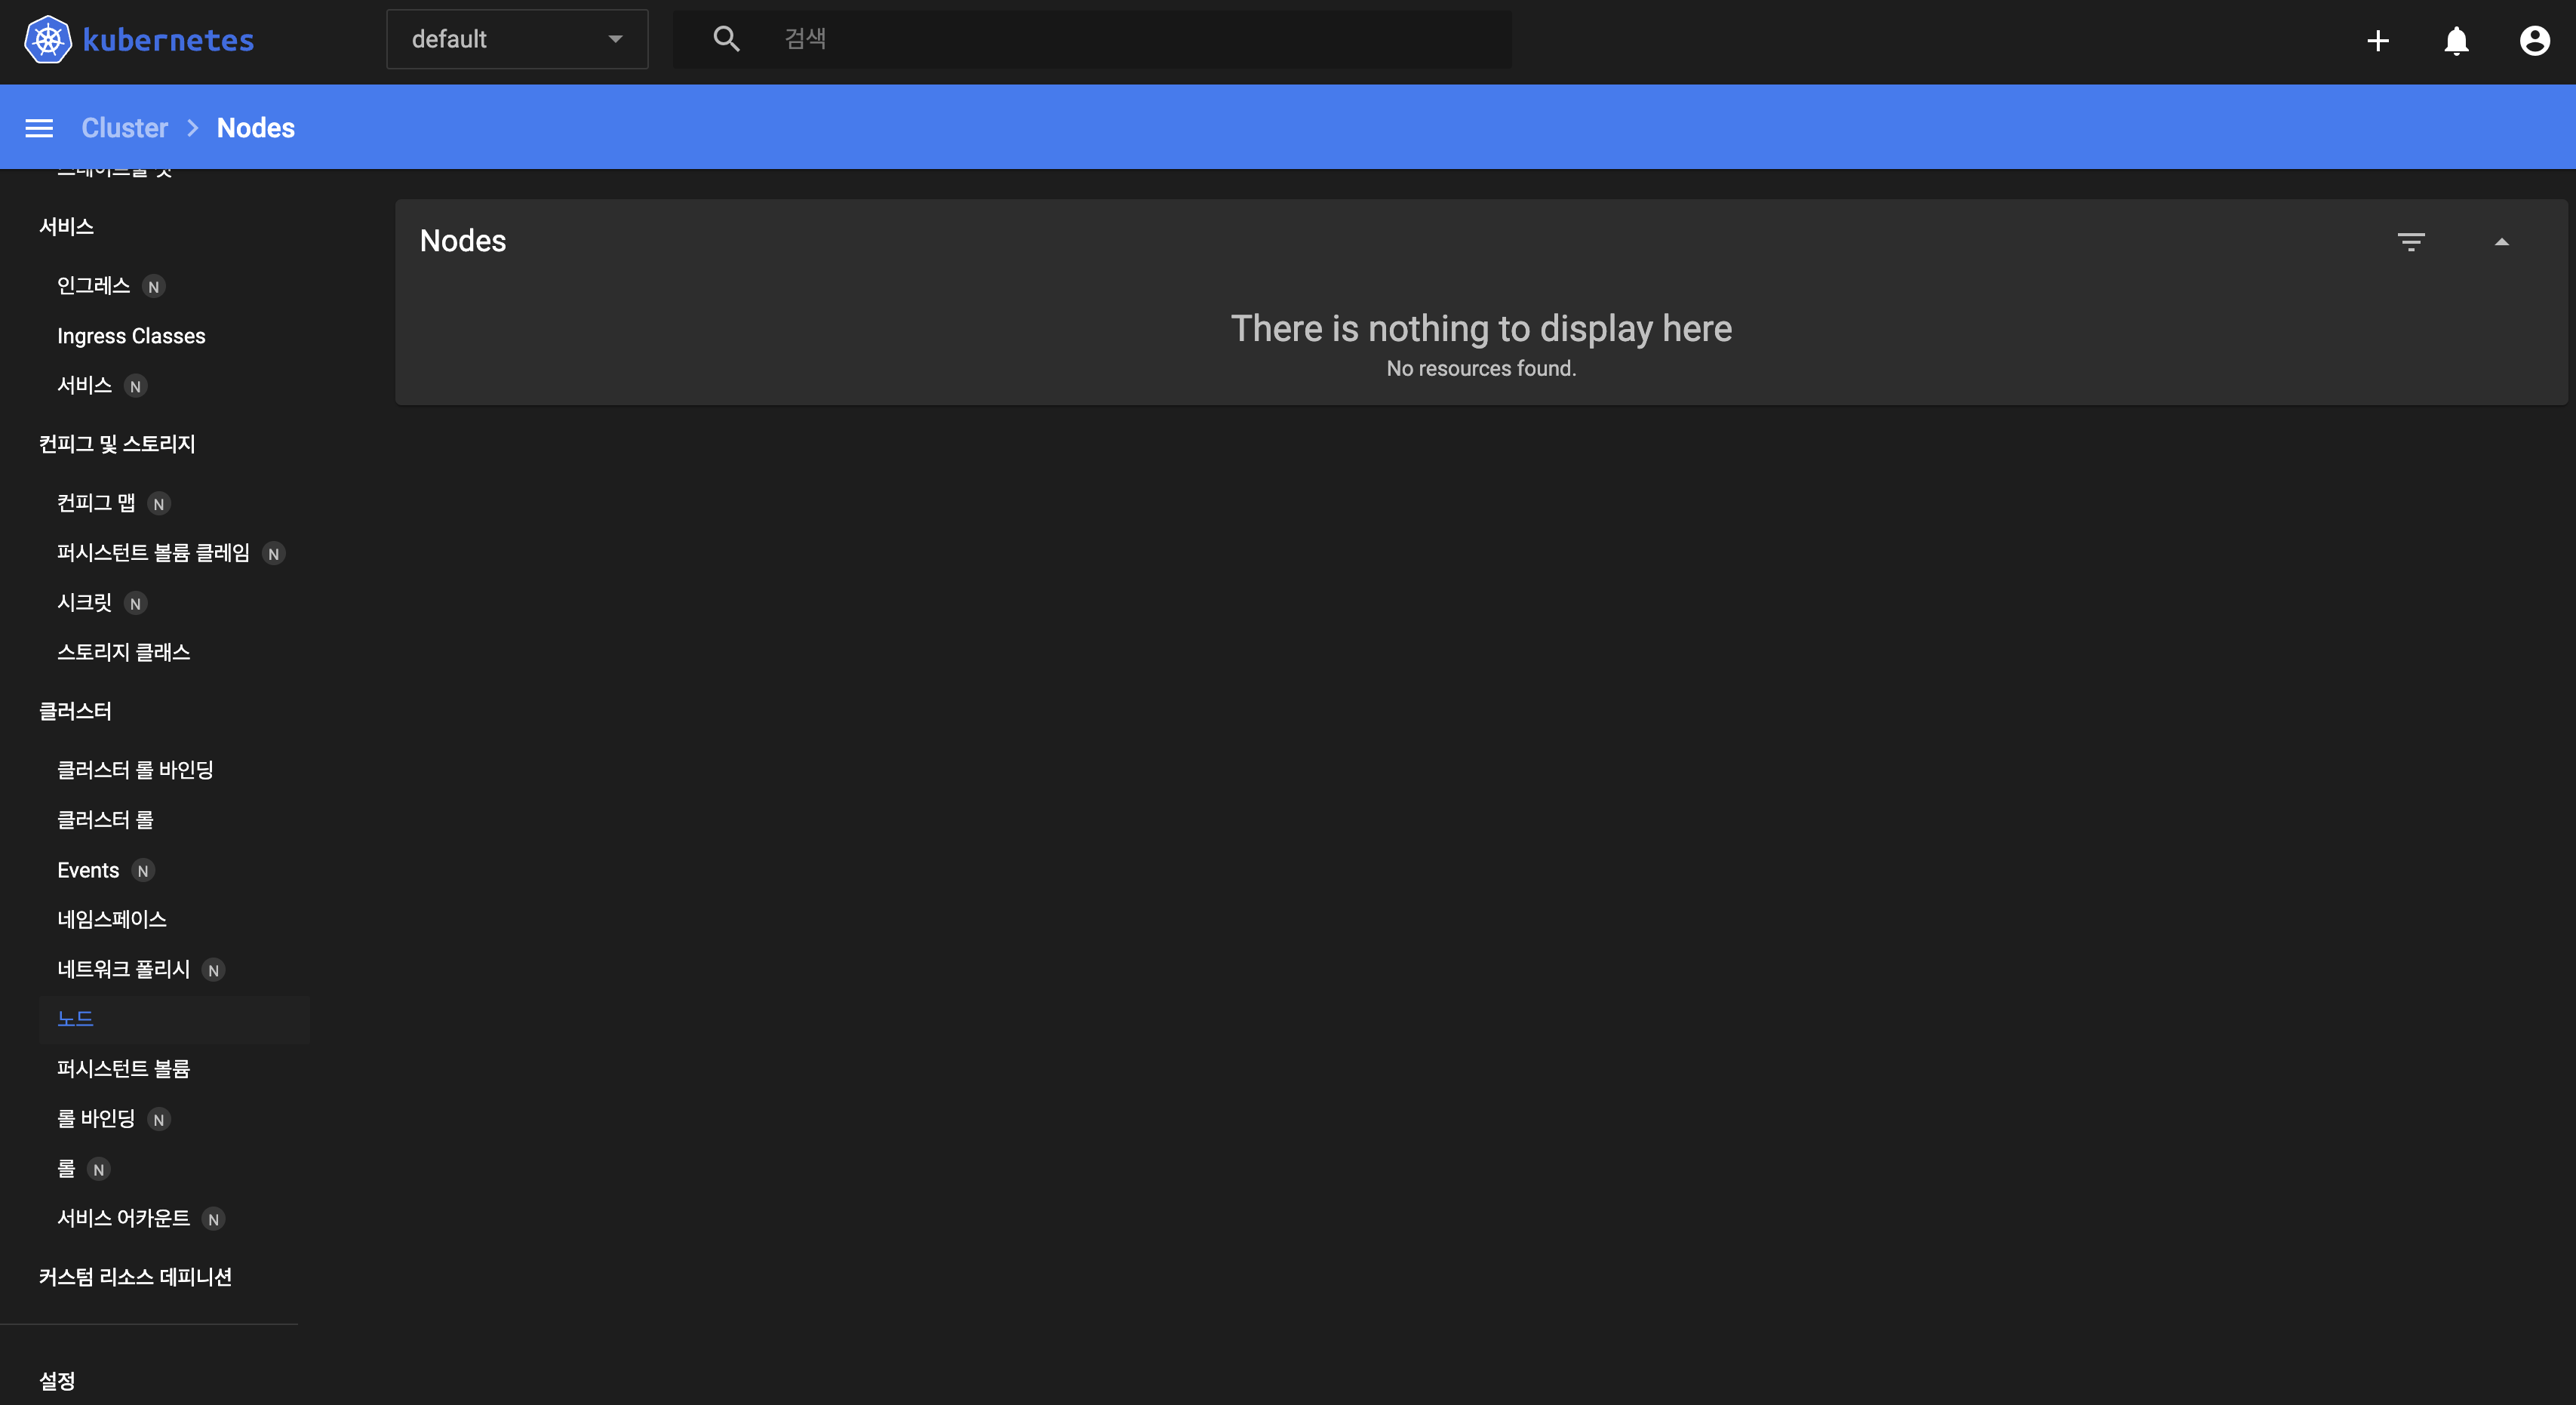 kubernetes
default
검색
Cluster > Nodes
서비스
인그레스 N
Ingress Classes
서비스 N
컨피그 및 스토리지
컨피그 맵 N
퍼시스턴트 볼륨 클레임 N
시크릿 N
스토리지 클래스
클러스터
클러스터 롤 바인딩
클러스터 롤
Events N
네임스페이스
네트워크 폴리시 N
노드
퍼시스턴트 볼륨
롤 바인딩 N
롤 N
서비스 어카운트 N
커스텀 리소스 데피니션
설정
Nodes
There is nothing to display here
No resources found.